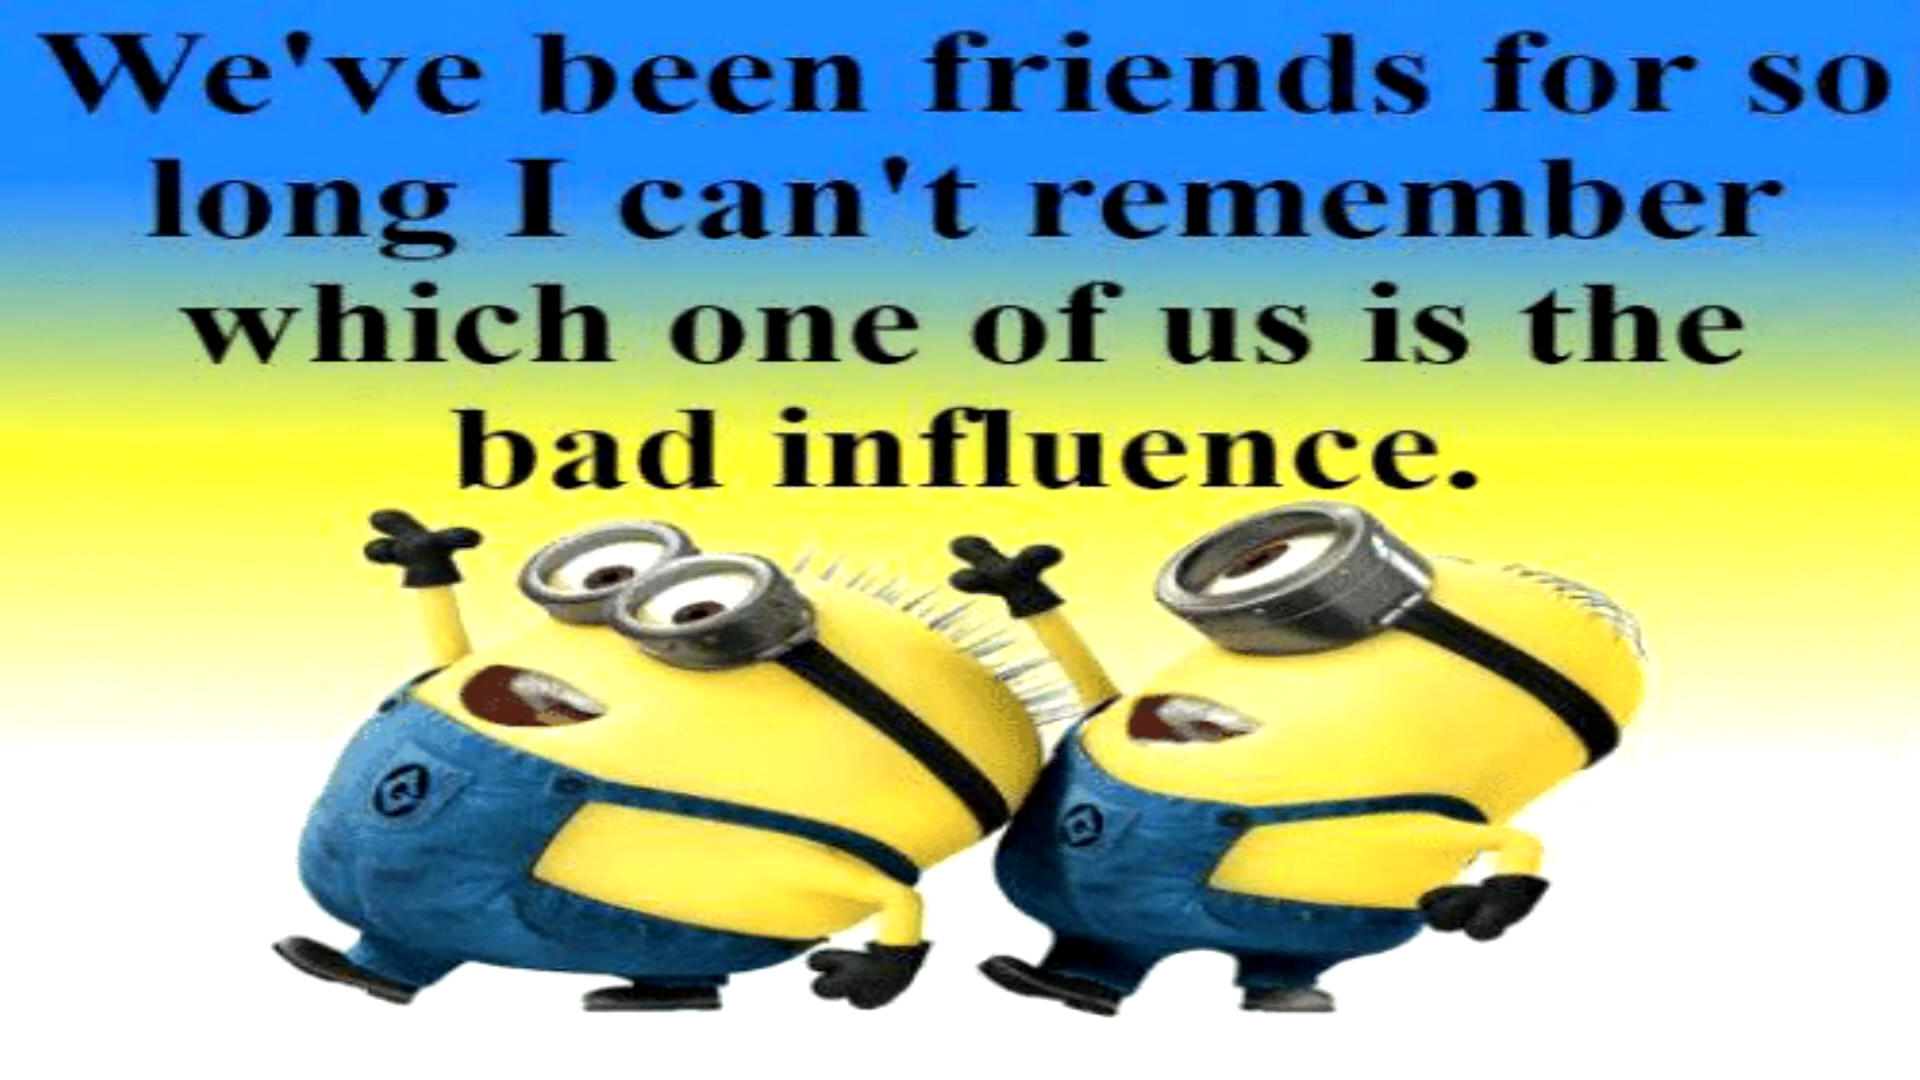 We've been friends for so
long I can't remember
which one of us is the
bad influence.